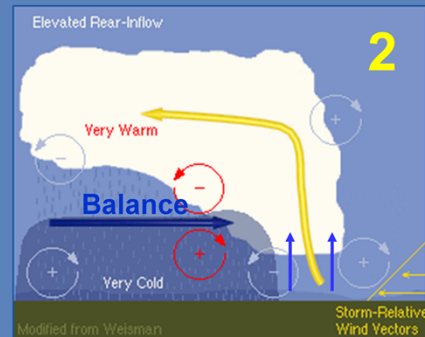 Elevated Rear-Inflow
2
Very Warm
+
-
-
Balance
+
+
Very Cold
-
+
Storm-Relative
Wind Vectors
Modified from Weisman